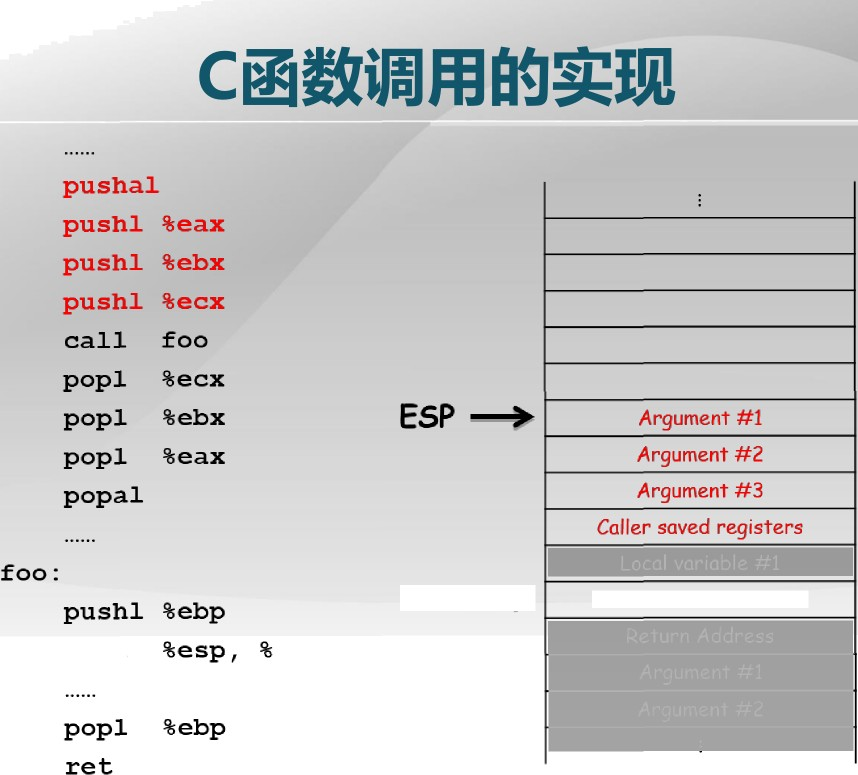 C函数调用的实现
……
pushal
pushl %eax
pushl %ebx
pushl %ecx
call foo
popl %ecx
popl %ebx
popl %eax
popal
……
foo:
pushl %ebp
%esp, %
……
popl %ebp
ret
ESP
⋮
Argument #1
Argument #2
Argument #3
Caller saved registers
Local variable #1
Return Address
Argument #1
Argument #2